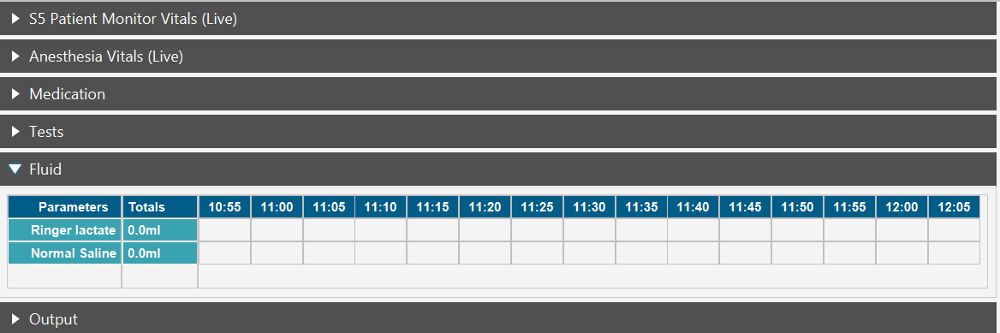 S5 Patient Monitor Vitals (Live)
Anesthesia Vitals (Live)
Medication
Tests
Fluid
Parameters Totals 10:55 11:00 11:05 11:10 11:15 11:20 11:25 11:30 11:35 11:40 11:45 11:50 11:55 12:00 12:05
Ringer lactate 0.0ml
Normal Saline 0.0ml
Output